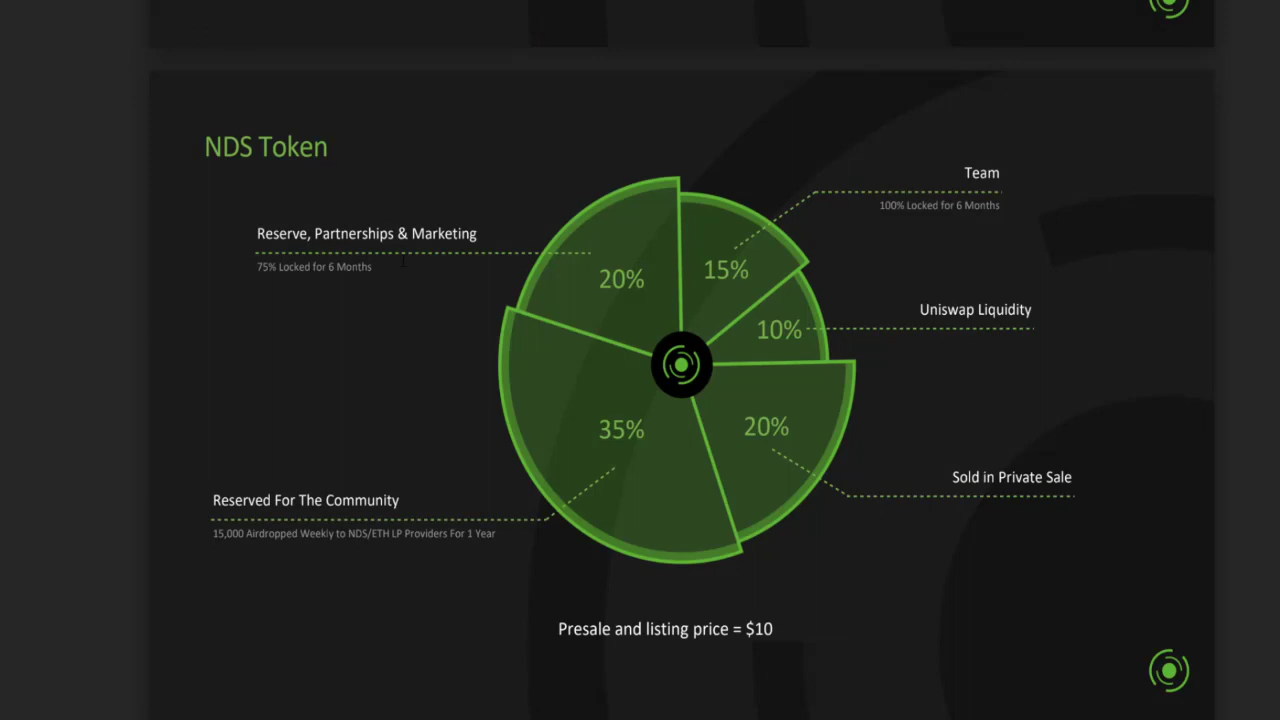 NDS Token
Team
100% Locked for 6 Months
Reserve, Partnerships & Marketing
75% Locked for 6 Months
20%
15%
Uniswap Liquidity
10%
35%
20%
Sold in Private Sale
Reserved For The Community
15,000 Airdropped Weekly to NDS/ETH LP Providers For 1 Year
Presale and listing price = $10